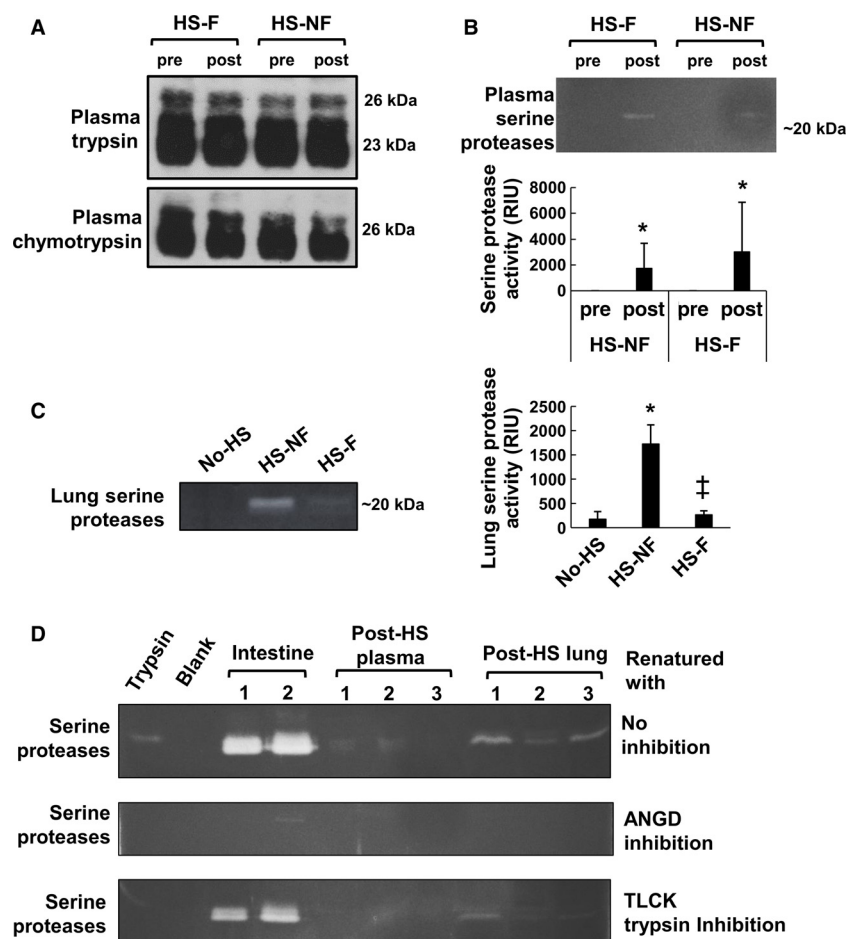 A
HS-F HS-NF
pre post pre post
Plasma
trypsin
26 kDa
23 kDa
Plasma
chymotrypsin
26 kDa
B
HS-F HS-NF
pre post pre post
Plasma
serine
proteases
~20 kDa
Serine protease
activity (RIU)
8000
6000
4000
2000
0
*
*
pre post pre post
HS-NF HS-F
C
No-HS HS-NF HS-F
Lung serine
proteases
~20 kDa
Lung serine protease
activity (RIU)
2500
2000
1500
1000
500
0
*
‡
No-HS HS-NF HS-F
D
Trypsin Blank Intestine Post-HS
plasma
Post-HS lung
Renatured
with
1 2 1 2 3 1 2 3
Serine
proteases
No
inhibition
Serine
proteases
ANGD
inhibition
Serine
proteases
TLCK
trypsin Inhibition